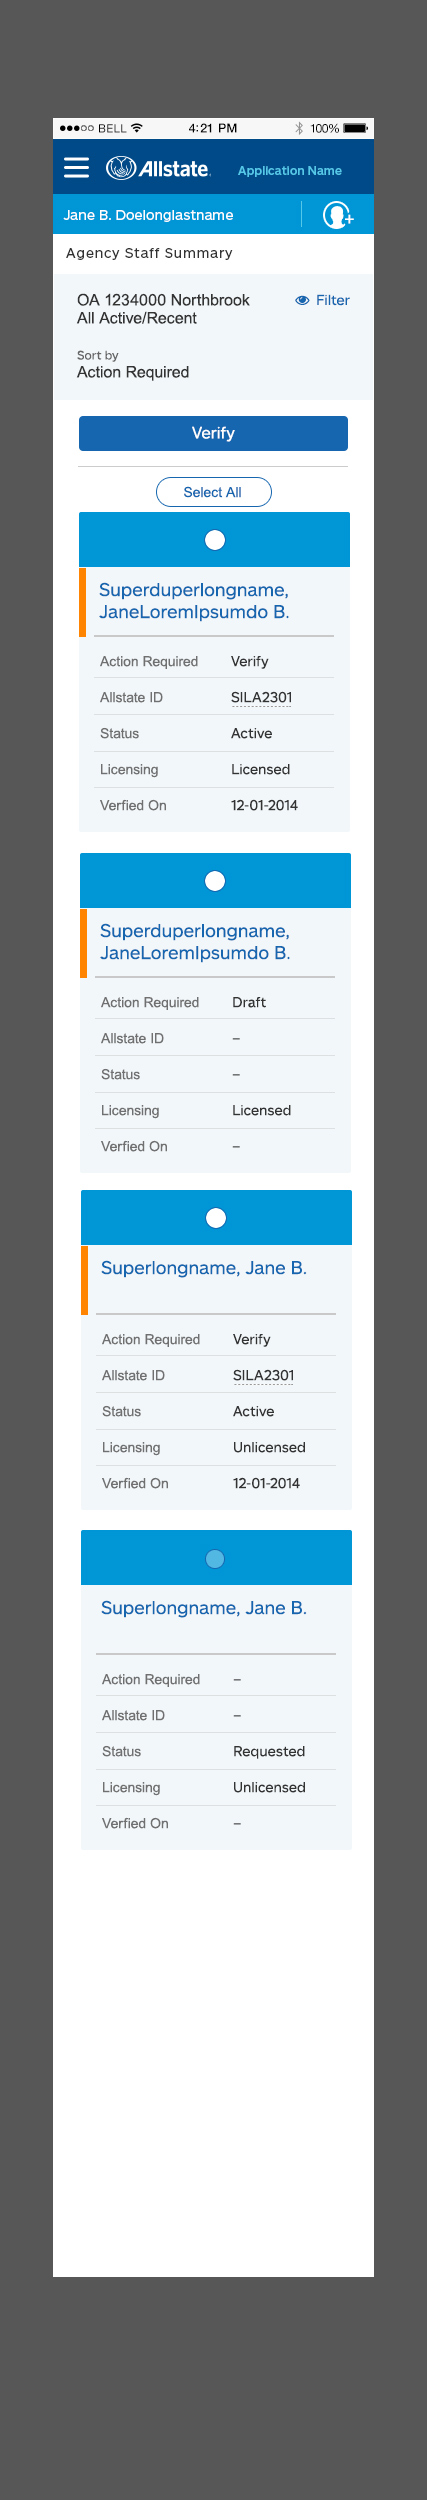 BELL 4:21 PM 100%
Allstate. Application Name
Jane B. Doelonglastname
Agency Staff Summary
OA 1234000 Northbrook Filter
All Active/Recent
Sort by
Action Required
Verify
Select All
Superduperlongname,
JaneLoremIpsumdo B.
Action Required Verify
Allstate ID SILA2301
Status Active
Licensing Licensed
Verfied On 12-01-2014
Superduperlongname,
JaneLoremIpsumdo B.
Action Required Draft
Allstate ID –
Status –
Licensing Licensed
Verfied On –
Superlongname, Jane B.
Action Required Verify
Allstate ID SILA2301
Status Active
Licensing Unlicensed
Verfied On 12-01-2014
Superlongname, Jane B.
Action Required –
Allstate ID –
Status Requested
Licensing Unlicensed
Verfied On –